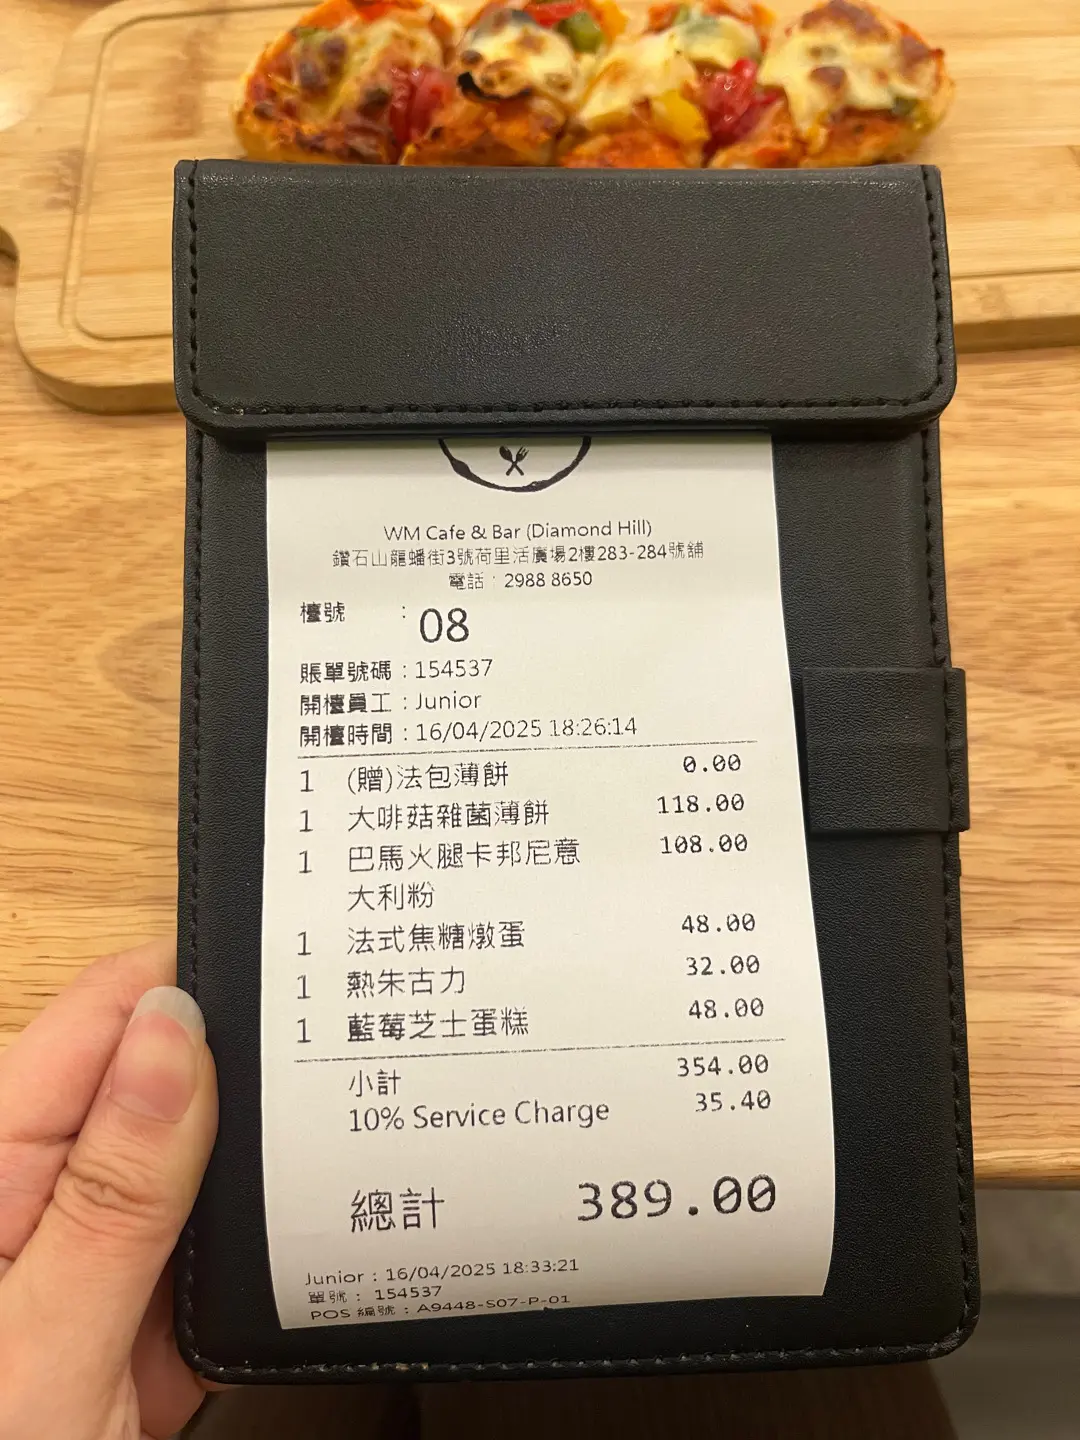 WM Cafe & Bar (Diamond Hill)
鑽石山龍蟠街3號荷里活廣場2樓283-284號舖
電話：2988 8650
檯號 : 08
賬單號碼 : 154537
開檯員工 : Junior
開檯時間 : 16/04/2025 18:26:14
1 (贈)法包薄餅 0.00
1 大啡菇雜菌薄餅 118.00
1 巴馬火腿卡邦尼意 108.00
大利粉
1 法式焦糖燉蛋 48.00
1 熱朱古力 32.00
1 藍莓芝士蛋糕 48.00
小計 354.00
10% Service Charge 35.40
總計 389.00
Junior : 16/04/2025 18:33:21
單號 : 154537
POS 編號 : A9448-S07-P-01